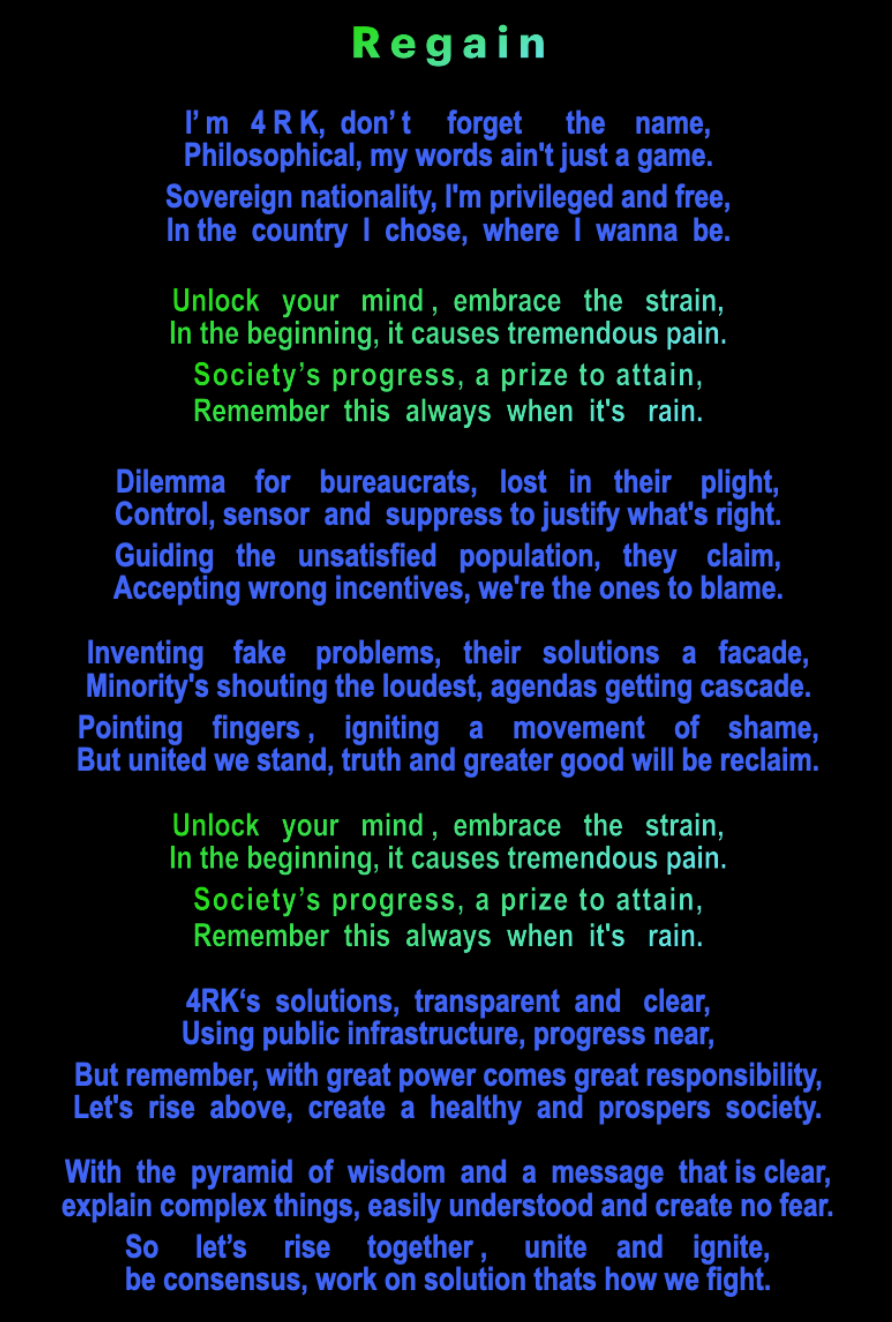 Regain
I’m 4RK, don’t forget the name,
Philosophical, my words ain't just a game.
Sovereign nationality, I'm privileged and free,
In the country I chose, where I wanna be.
Unlock your mind, embrace the strain,
In the beginning, it causes tremendous pain.
Society’s progress, a prize to attain,
Remember this always when it's rain.
Dilemma for bureaucrats, lost in their plight,
Control, sensor and suppress to justify what's right.
Guiding the unsatisfied population, they claim,
Accepting wrong incentives, we're the ones to blame.
Inventing fake problems, their solutions a facade,
Minority's shouting the loudest, agendas getting cascade.
Pointing fingers, igniting a movement of shame,
But united we stand, truth and greater good will be reclaim.
Unlock your mind, embrace the strain,
In the beginning, it causes tremendous pain.
Society’s progress, a prize to attain,
Remember this always when it's rain.
4RK‘s solutions, transparent and clear,
Using public infrastructure, progress near,
But remember, with great power comes great responsibility,
Let's rise above, create a healthy and prospers society.
With the pyramid of wisdom and a message that is clear,
explain complex things, easily understood and create no fear.
So let’s rise together, unite and ignite,
be consensus, work on solution thats how we fight.